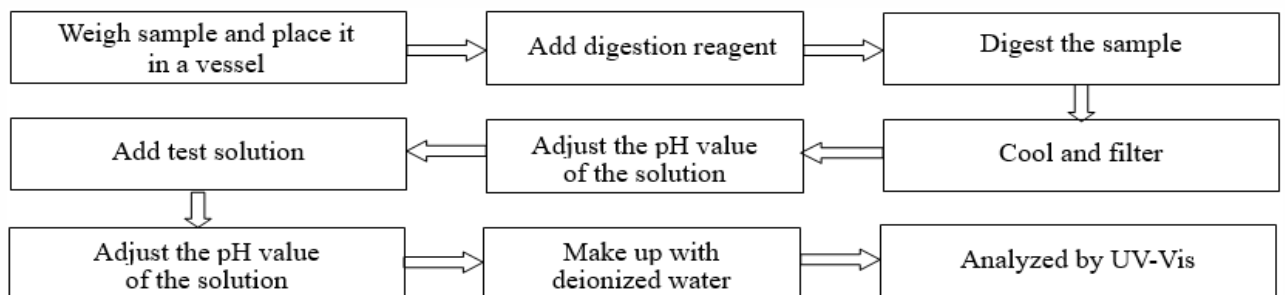 Weigh sample and place it
in a vessel
Add digestion reagent
Digest the sample
Cool and filter
Adjust the pH value
of the solution
Add test solution
Adjust the pH value
of the solution
Make up with
deionized water
Analyzed by UV-Vis